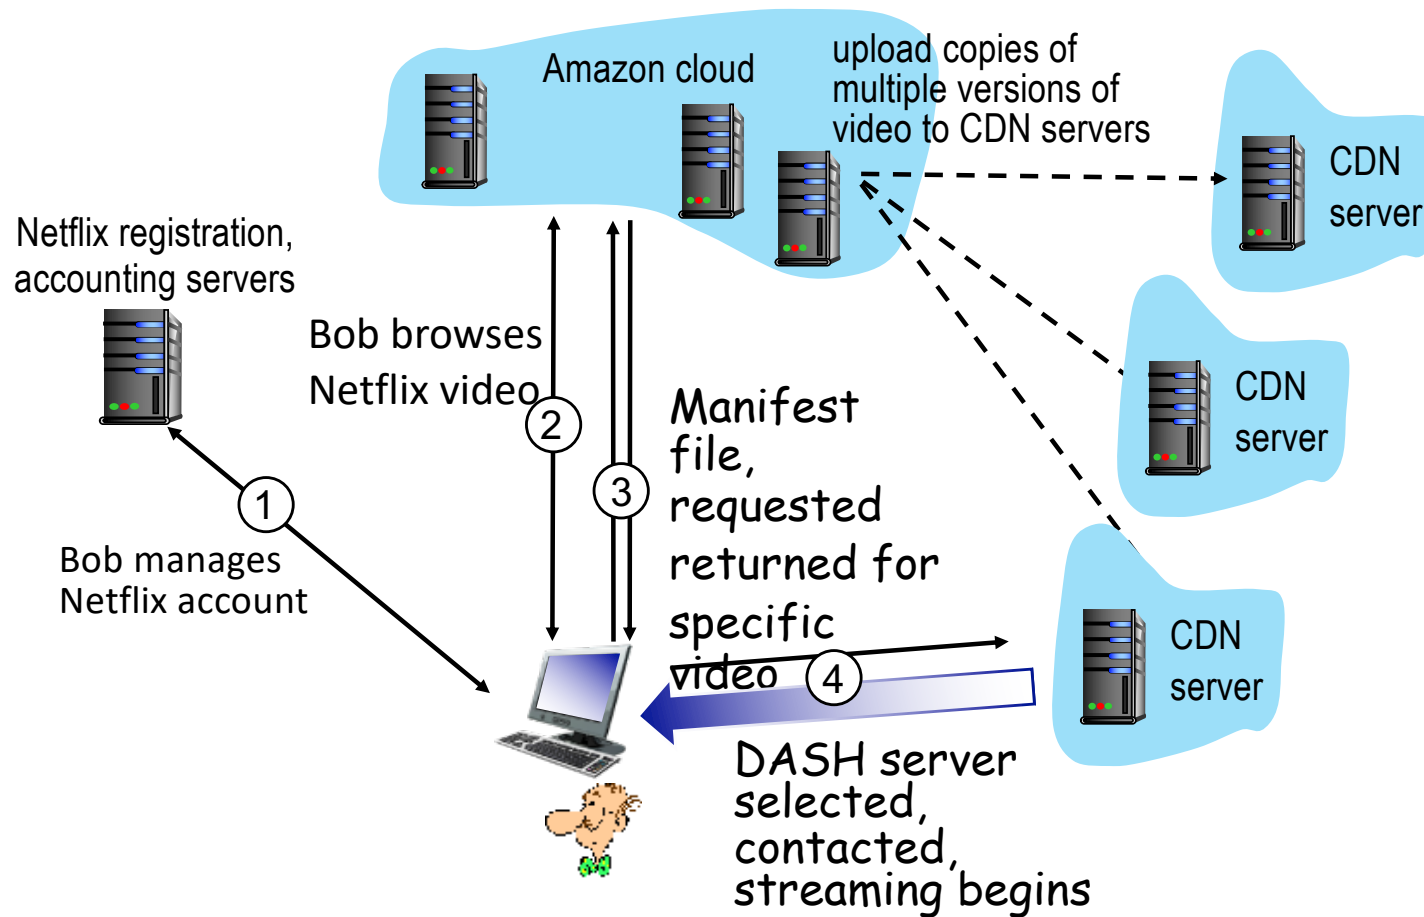 Amazon cloud
upload copies of
multiple versions of
video to CDN servers
CDN
server
Netflix registration,
accounting servers
Bob browses
Netflix video
2
Manifest
file,
requested
returned for
specific
video
3
CDN
server
1
Bob manages
Netflix account
4
CDN
server
DASH server
selected,
contacted,
streaming begins